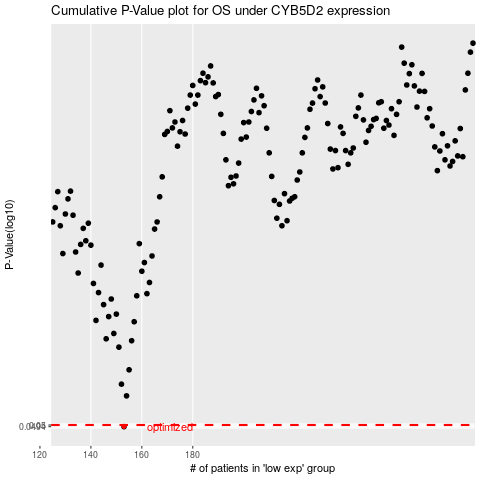 Cumulative P-Value plot for OS under CYB5D2 expression
P-Value(log10)
optimized
120 140 160 180
# of patients in 'low exp' group